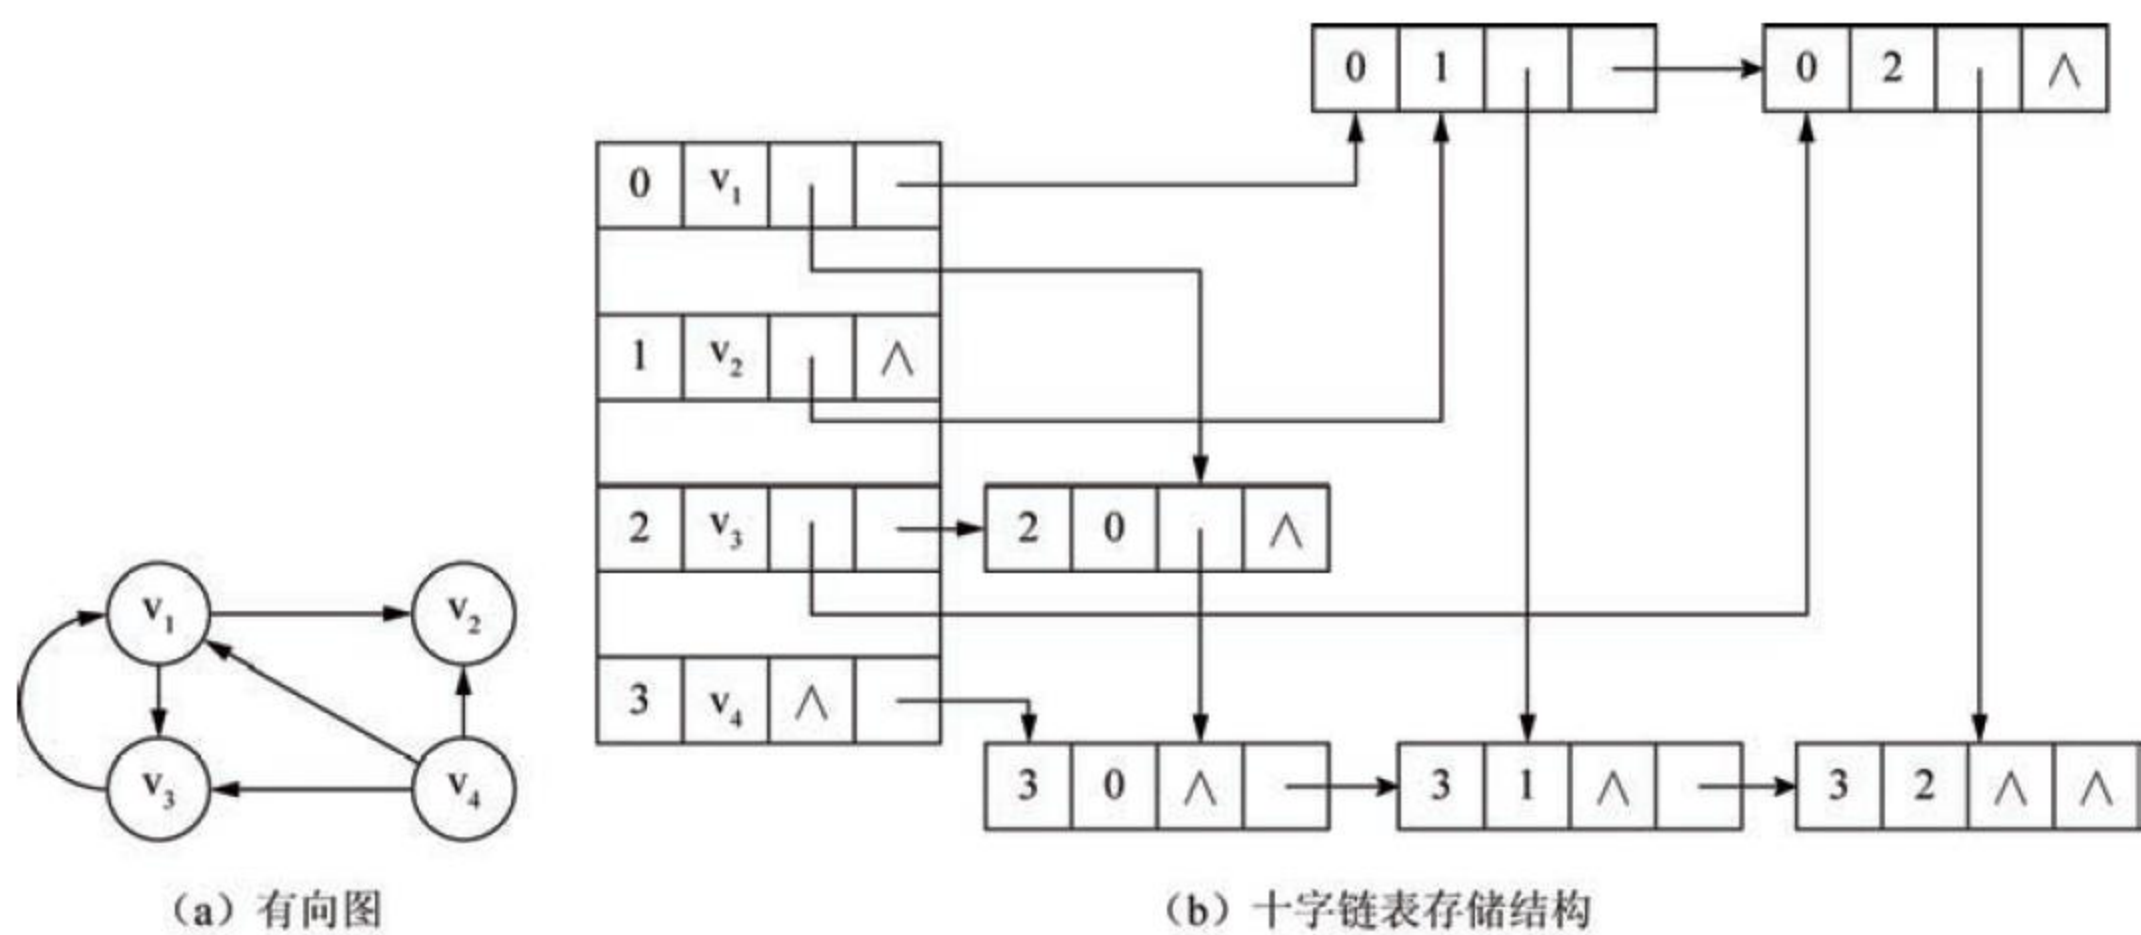 0 1 0 2 ∧
0 v₁
1 v₂ ∧
2 v₃ 2 0 ∧
v₁ v₂
3 v₄ ∧
v₃ v₄ 3 0 ∧ 3 1 ∧ 3 2 ∧ ∧
(a) 有向图 (b) 十字链表存储结构